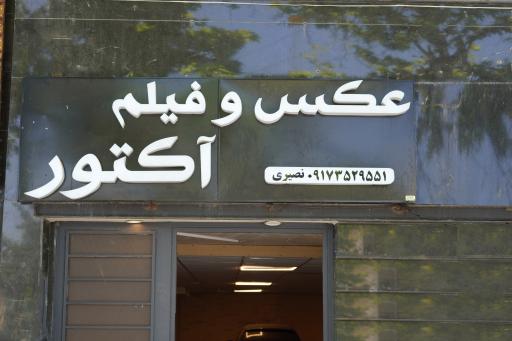 عکس و فیلم
آکتور
۰۹۱۷۳۵۲۹۵۵۱ نصیری